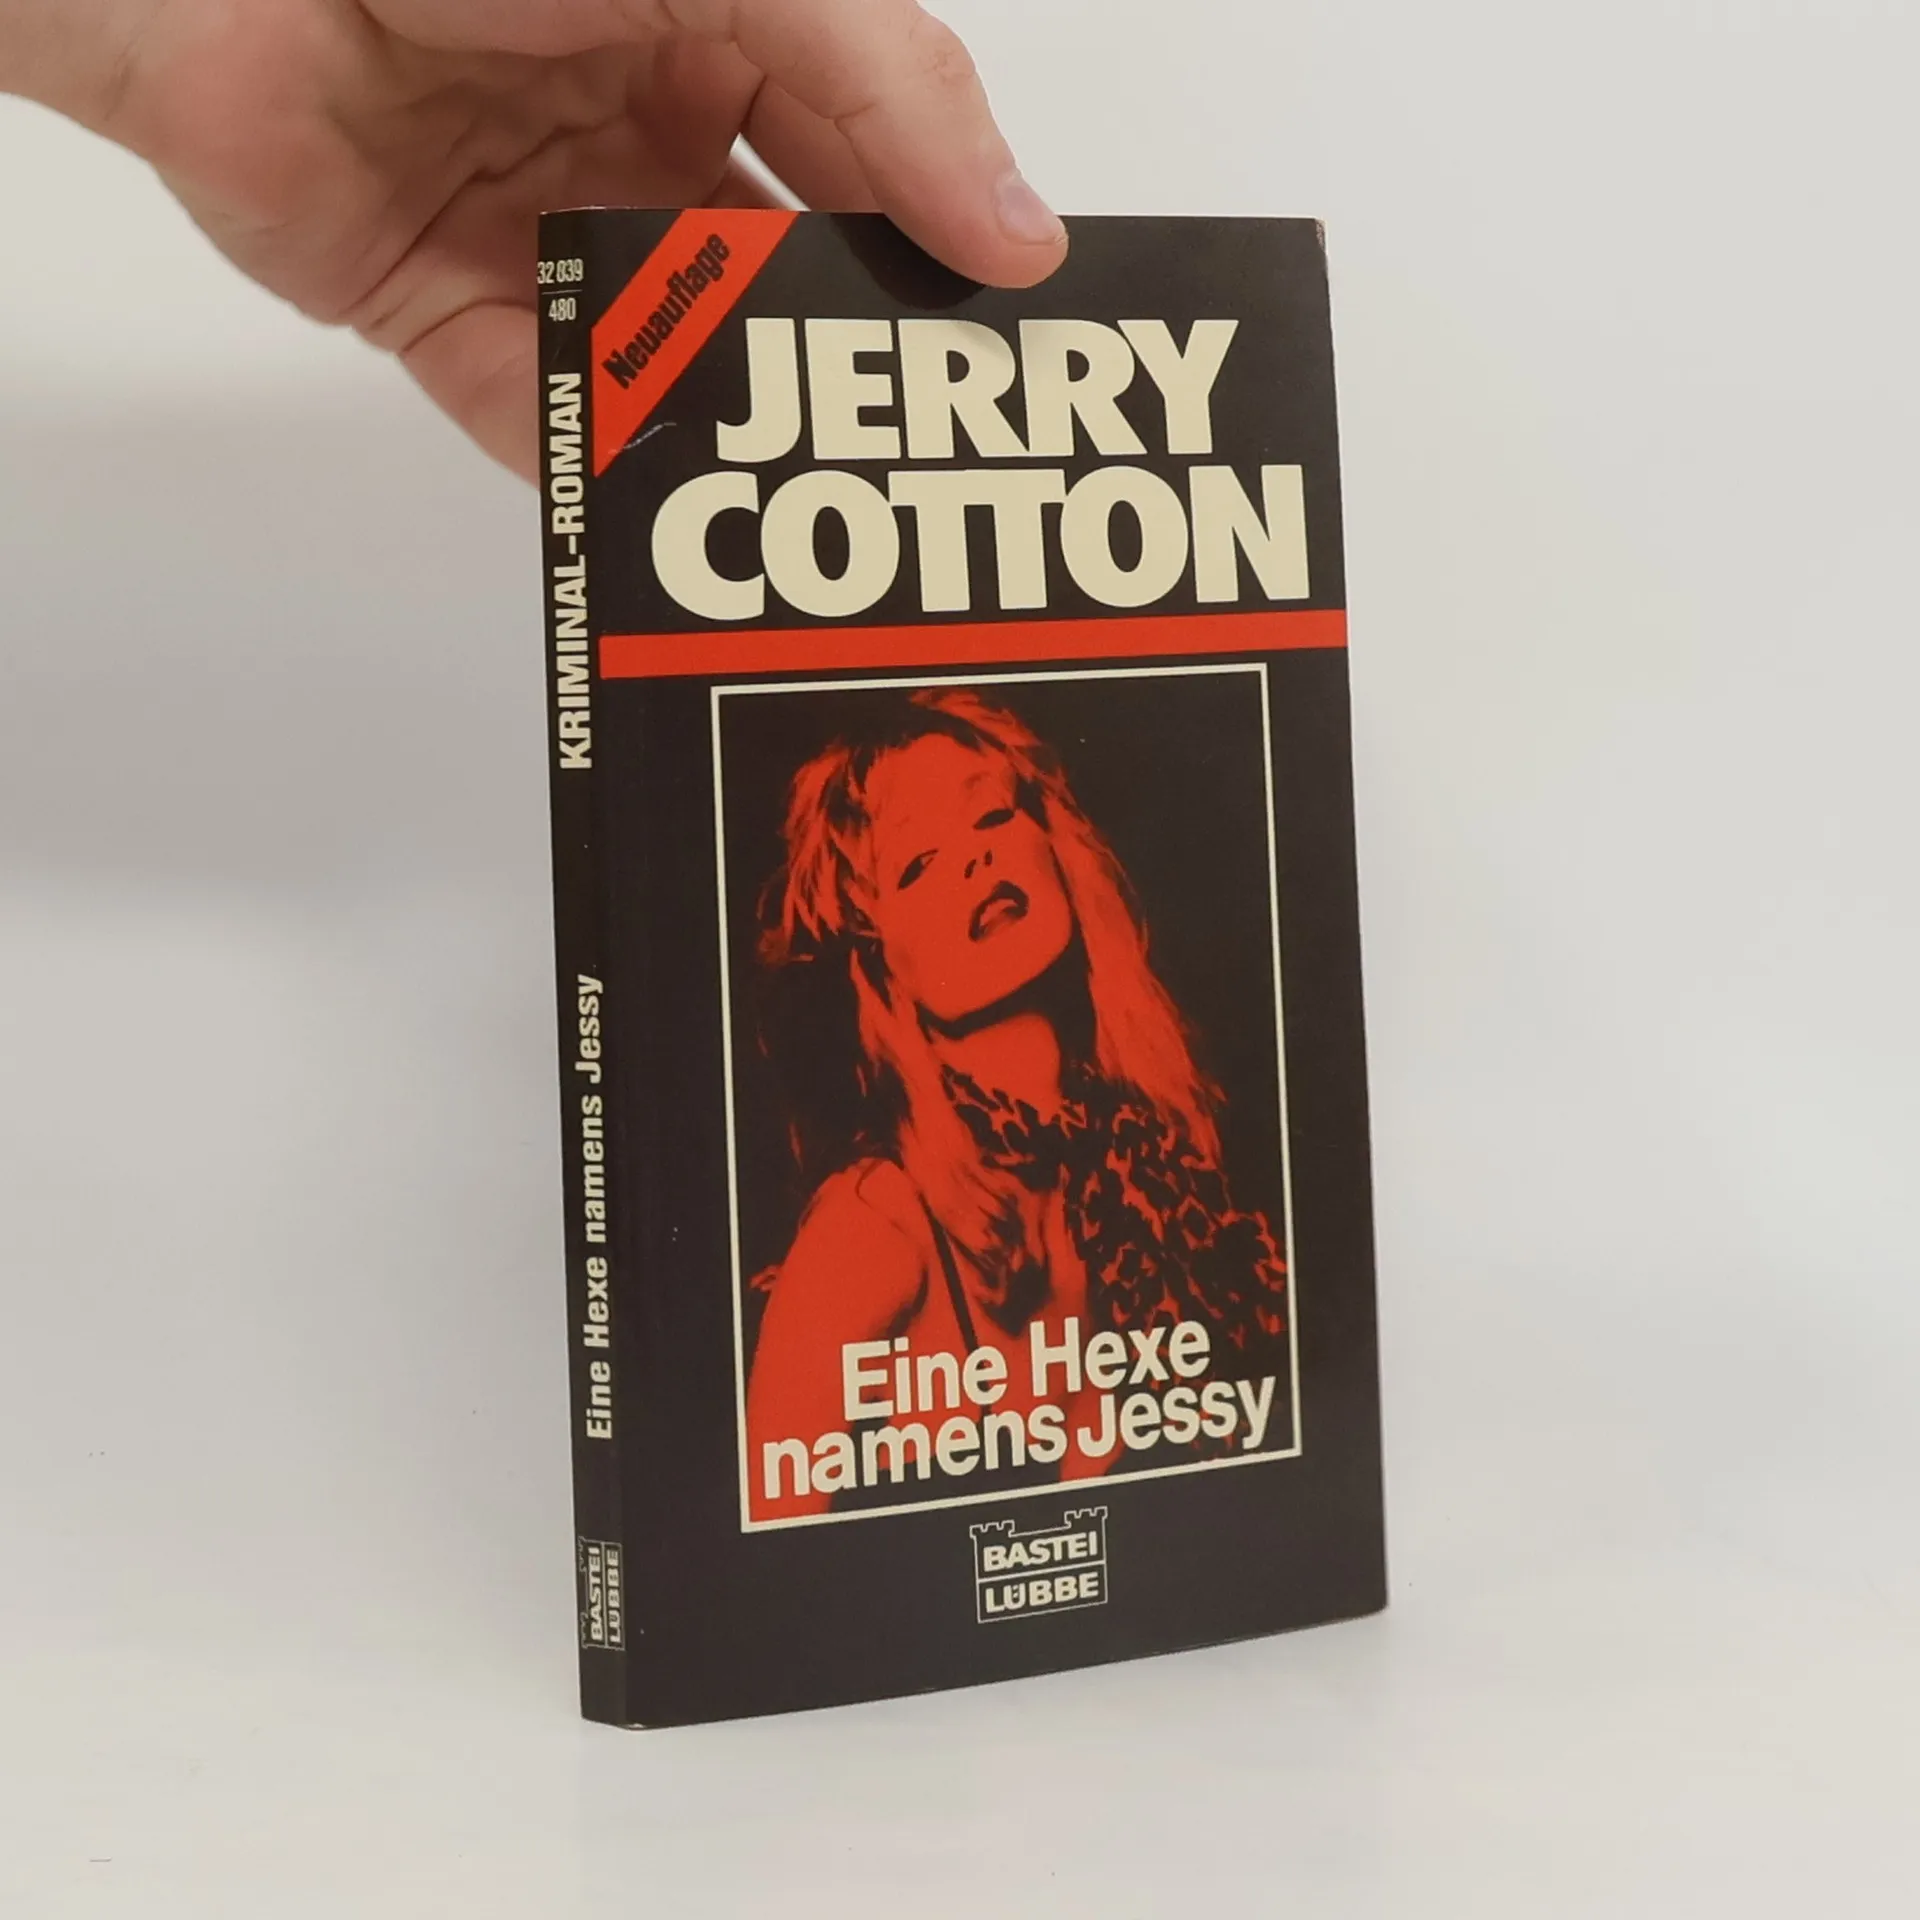 32 039
480
KRIMINAL-ROMAN
Eine Hexe namens Jessy
BASTEI
LÜBBE
Neuauflage
JERRY
COTTON
Eine Hexe
namens Jessy
BASTEI
LÜBBE